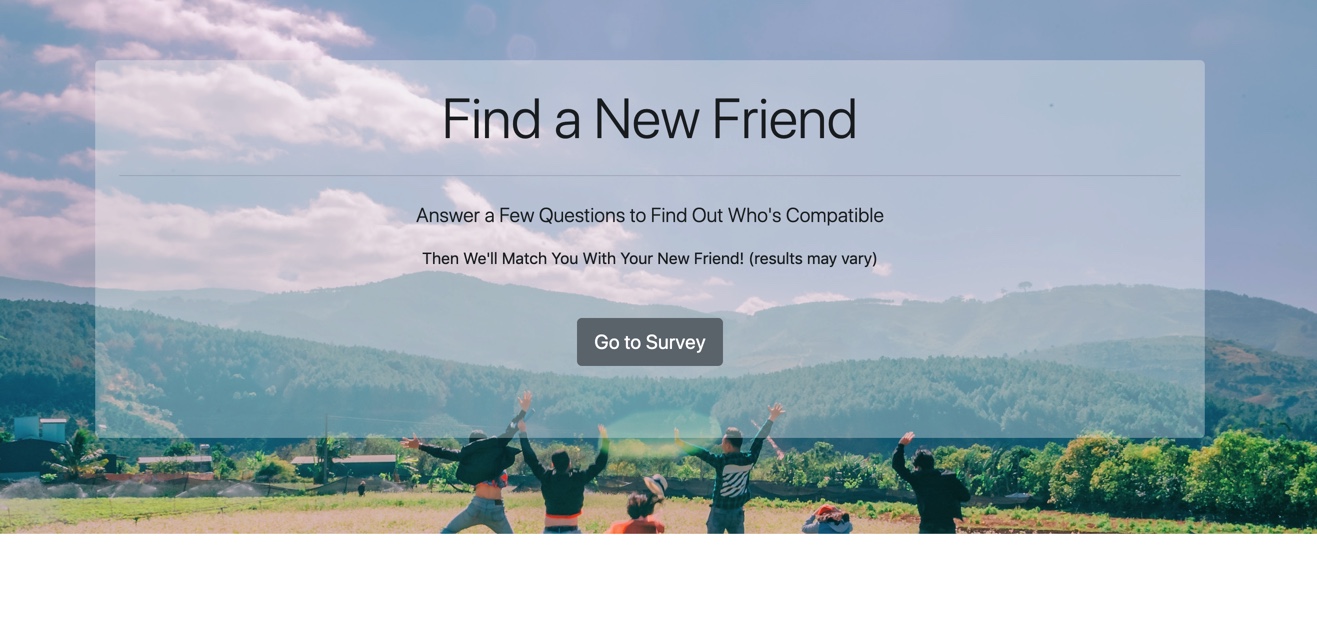 Find a New Friend
Answer a Few Questions to Find Out Who's Compatible
Then We'll Match You With Your New Friend! (results may vary)
Go to Survey